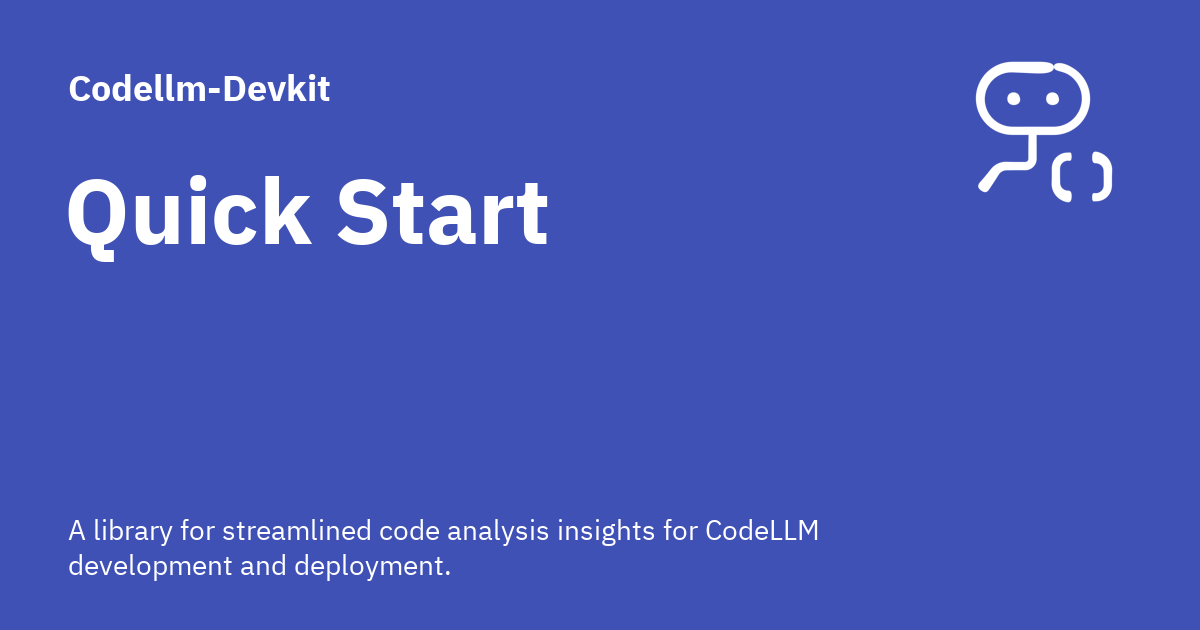 Codellm-Devkit
Quick Start
A library for streamlined code analysis insights for CodeLLM
development and deployment.